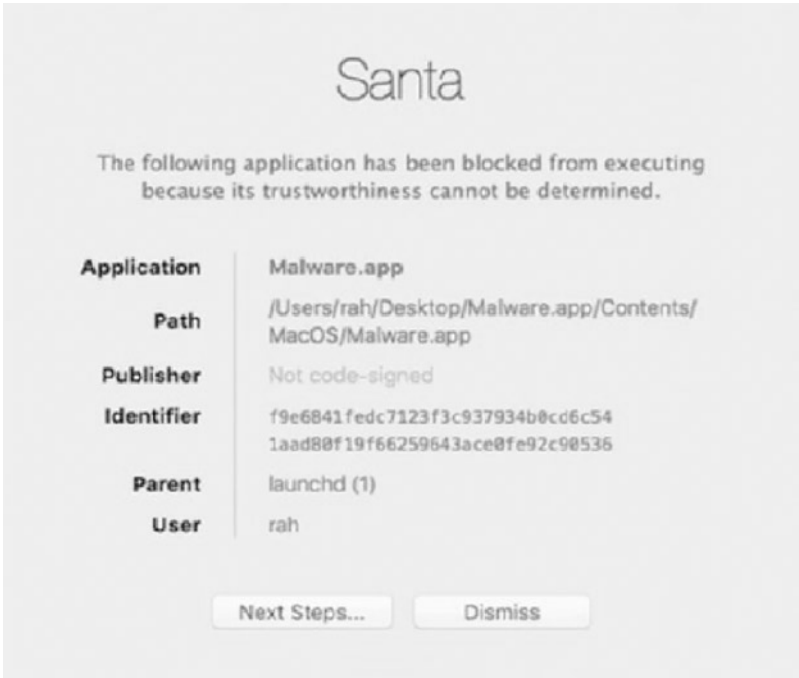 Santa
The following application has been blocked from executing
because its trustworthiness cannot be determined.
Application Malware.app
Path /Users/rah/Desktop/Malware.app/Contents/
MacOS/Malware.app
Publisher Not code-signed
Identifier f9e6841fedc7123f3c937934b0cd6c54
1aad80f19f66259643ace0fe92c90536
Parent launchd (1)
User rah
Next Steps... Dismiss